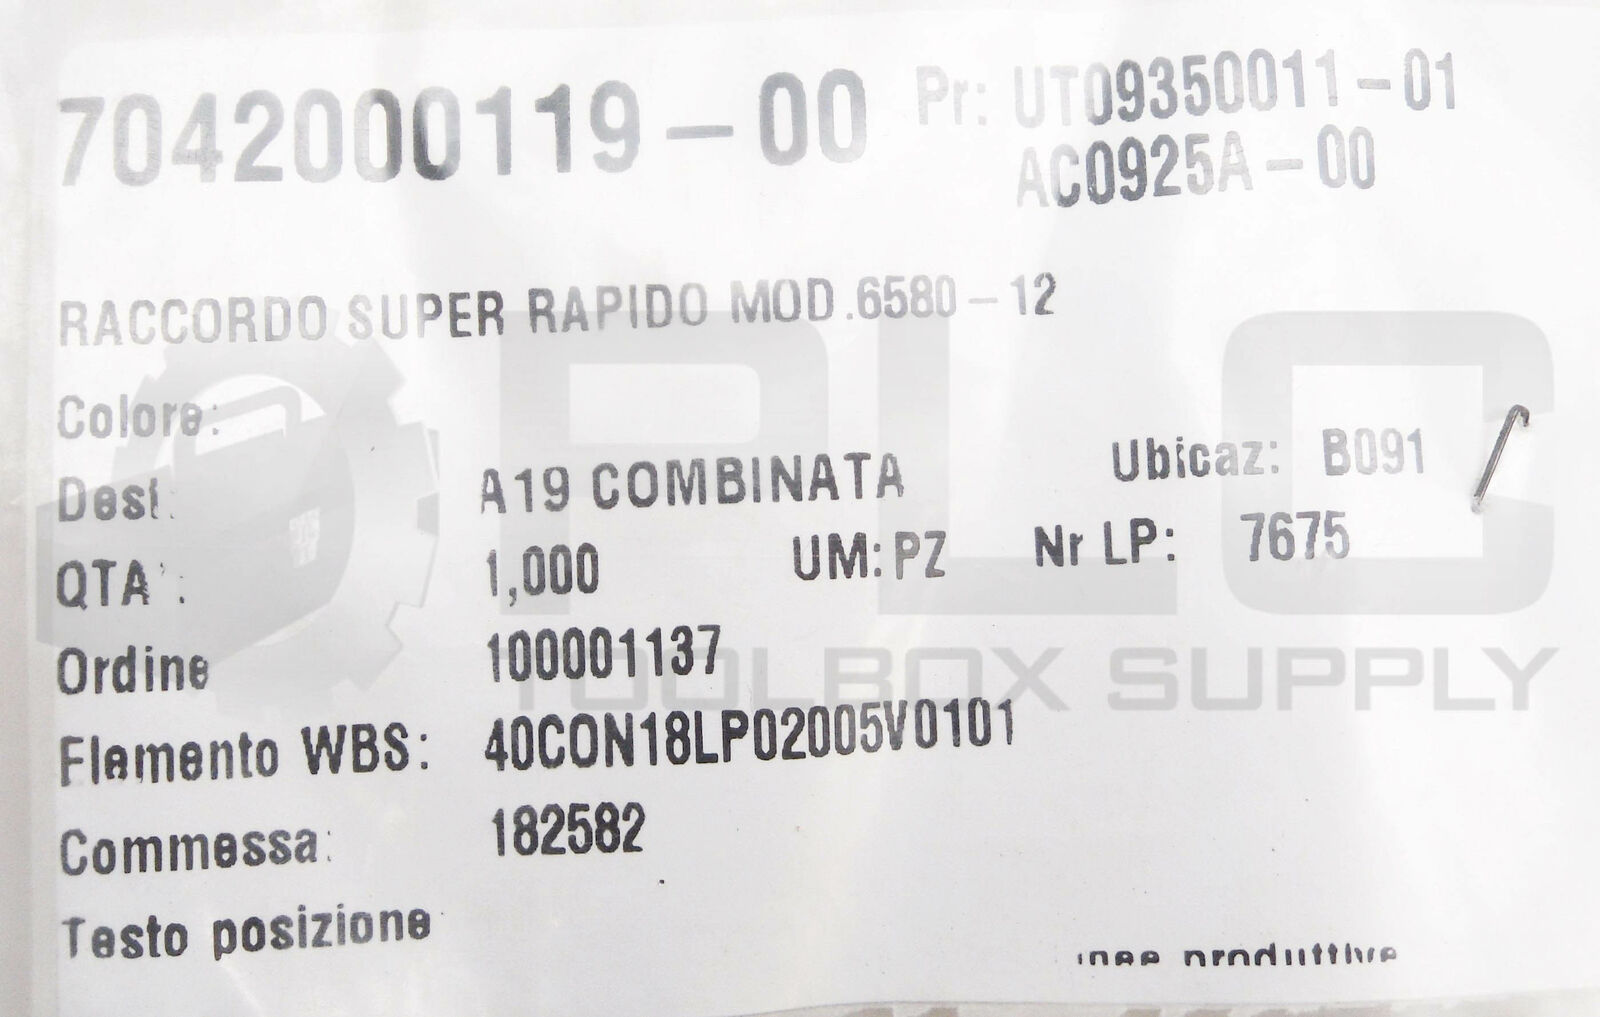 7042000119-00 Pr: UT09350011-01
AC0925A-00
RACCORDO SUPER RAPIDO MOD.6580-12
Colore:
Dest. A19 COMBINATA Ubicaz: B091
QTA': 1,000 UM: PZ Nr LP: 7675
Ordine 100001137
Elemento WBS: 40CON18LP02005V0101
Commessa: 182582
Testo posizione
linee produttive
PLC
TOOLBOX SUPPLY